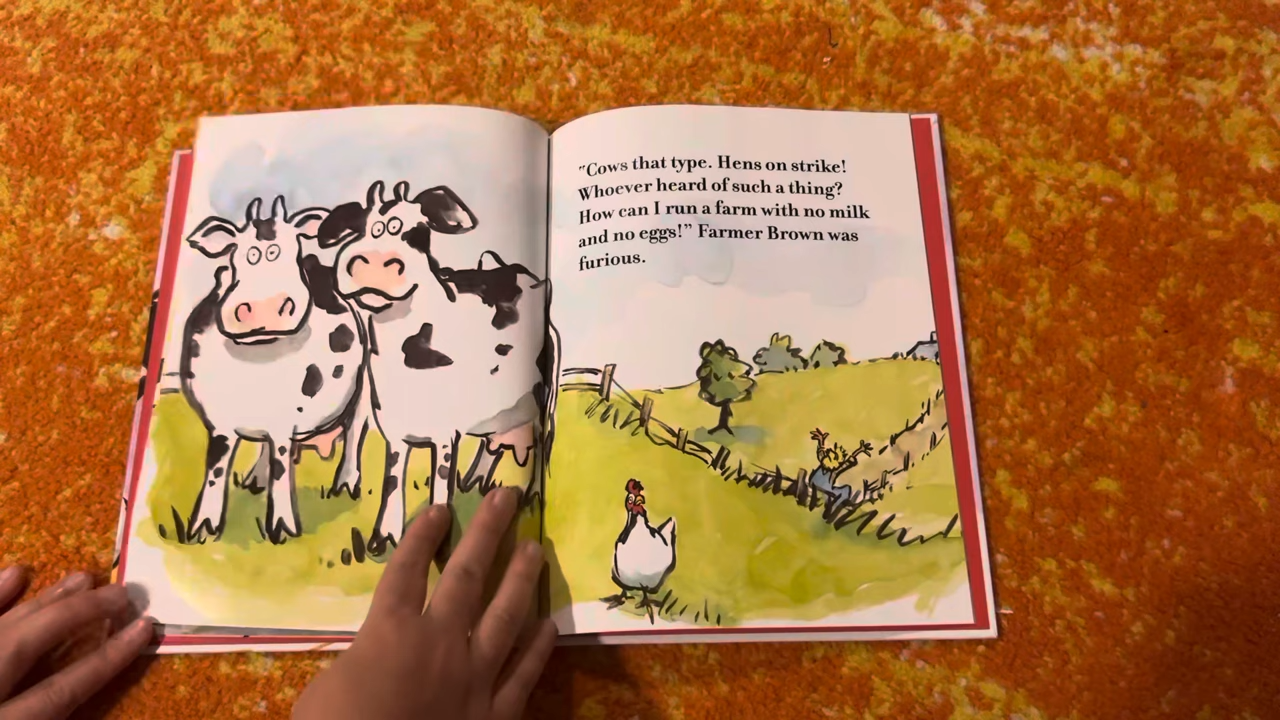 "Cows that type. Hens on strike!
Whoever heard of such a thing?
How can I run a farm with no milk
and no eggs!” Farmer Brown was
furious.